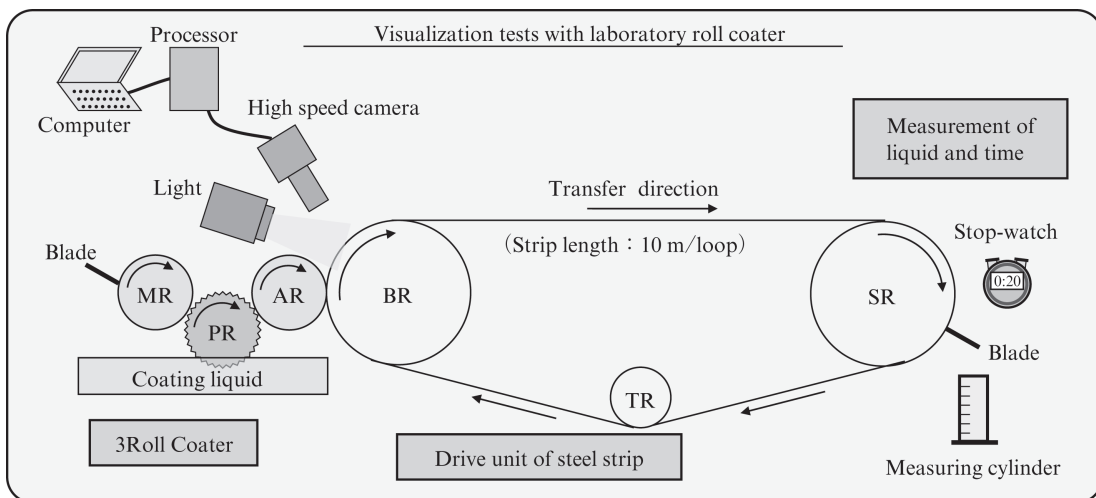 Visualization tests with laboratory roll coater
Processor
Computer
High speed camera
Light
Blade
MR
PR
AR
BR
Coating liquid
3Roll Coater
Transfer direction
(Strip length：10 m/loop)
TR
Drive unit of steel strip
Measurement of
liquid and time
SR
Stop-watch
0:20
Blade
Measuring cylinder